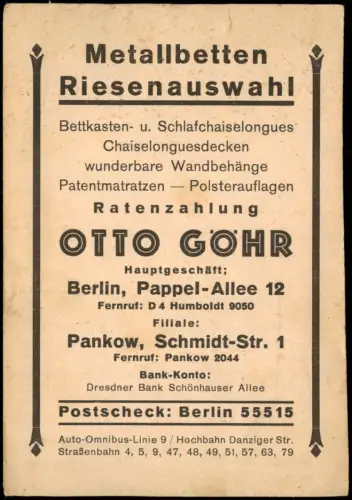 Metallbetten
Riesenauswahl
Bettkasten- u. Schlafchaiselongues
Chaiselonguesdecken
wunderbare Wandbehänge
Patentmatratzen — Polsterauflagen
Ratenzahlung
OTTO GÖHR
Hauptgeschäft:
Berlin, Pappel-Allee 12
Fernruf: D 4 Humboldt 9050
Filiale:
Pankow, Schmidt-Str. 1
Fernruf: Pankow 2044
Bank-Konto:
Dresdner Bank Schönhauser Allee
Postscheck: Berlin 55515
Auto-Omnibus-Linie 9 / Hochbahn Danziger Str.
Straßenbahn 4, 5, 9, 47, 48, 49, 51, 57, 63, 79